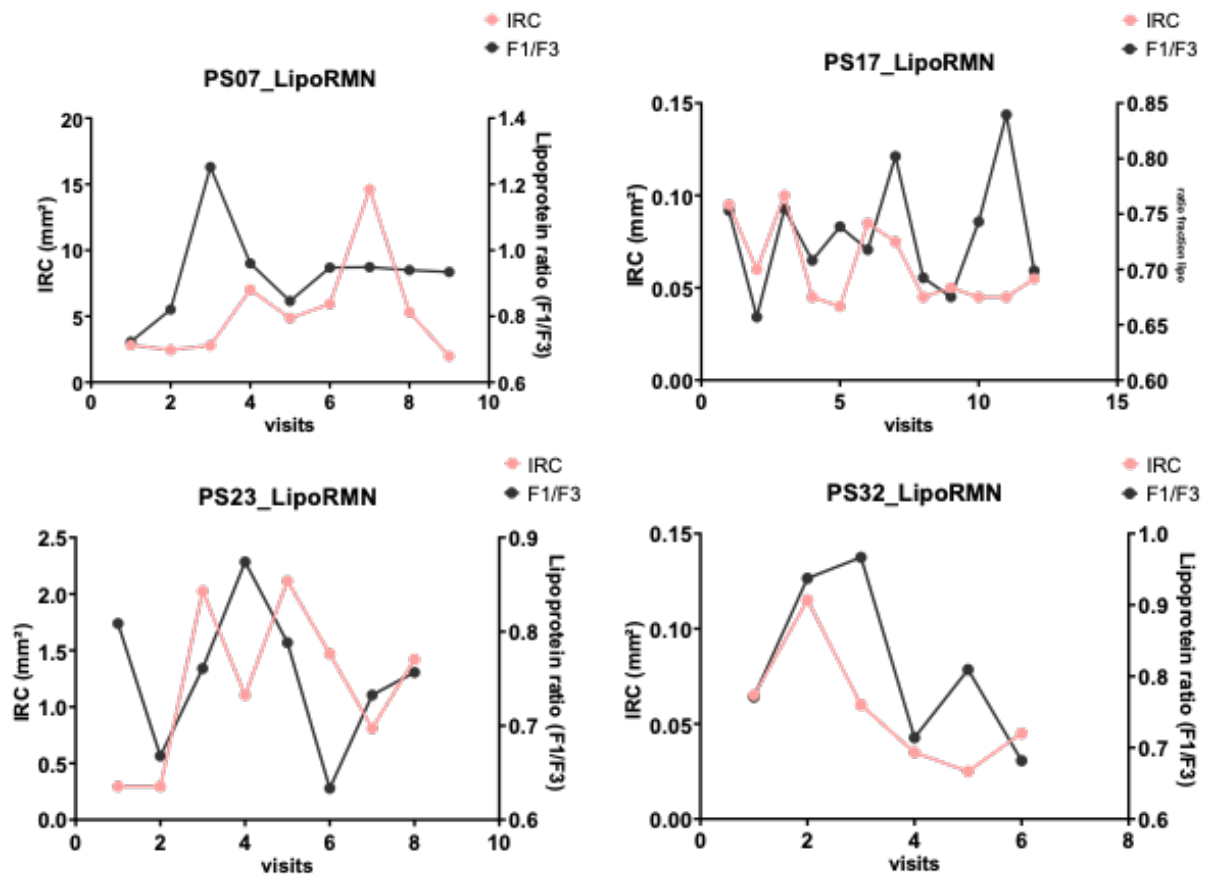 IRC
F1/F3
PS07_LipoRMN
20
15
10
5
0
IRC (mm²)
1.4
1.2
1.0
0.8
0.6
Lipoprotein ratio (F1/F3)
0 2 4 6 8 10
visits
IRC
F1/F3
PS17_LipoRMN
0.15
0.10
0.05
0.00
IRC (mm²)
0.85
0.80
0.75
0.70
0.65
0.60
ratio fraction lipo
0 5 10 15
visits
IRC
F1/F3
PS23_LipoRMN
2.5
2.0
1.5
1.0
0.5
0.0
IRC (mm²)
0.9
0.8
0.7
0.6
Lipoprotein ratio (F1/F3)
0 2 4 6 8 10
visits
IRC
F1/F3
PS32_LipoRMN
0.15
0.10
0.05
0.00
IRC (mm²)
1.0
0.9
0.8
0.7
0.6
Lipoprotein ratio (F1/F3)
0 2 4 6 8
visits